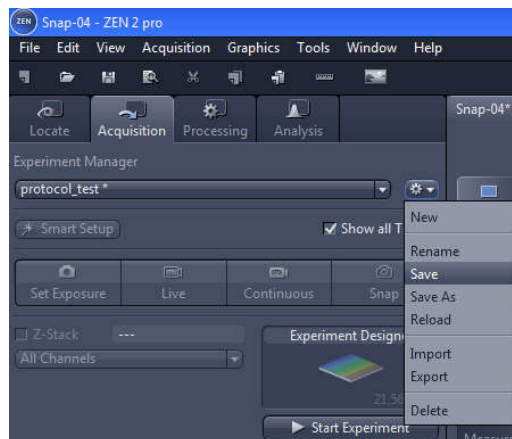 ZEN Snap-04 - ZEN 2 pro
File Edit View Acquisition Graphics Tools Window Help
Locate Acquisition Processing Analysis
Snap-04*
Experiment Manager
protocol_test *
Smart Setup
Show all T
Set Exposure Live Continuous Snap
Z-Stack ---
All Channels
Experiment Design
21,56
Start Experiment
New
Rename
Save
Save As
Reload
Import
Export
Delete